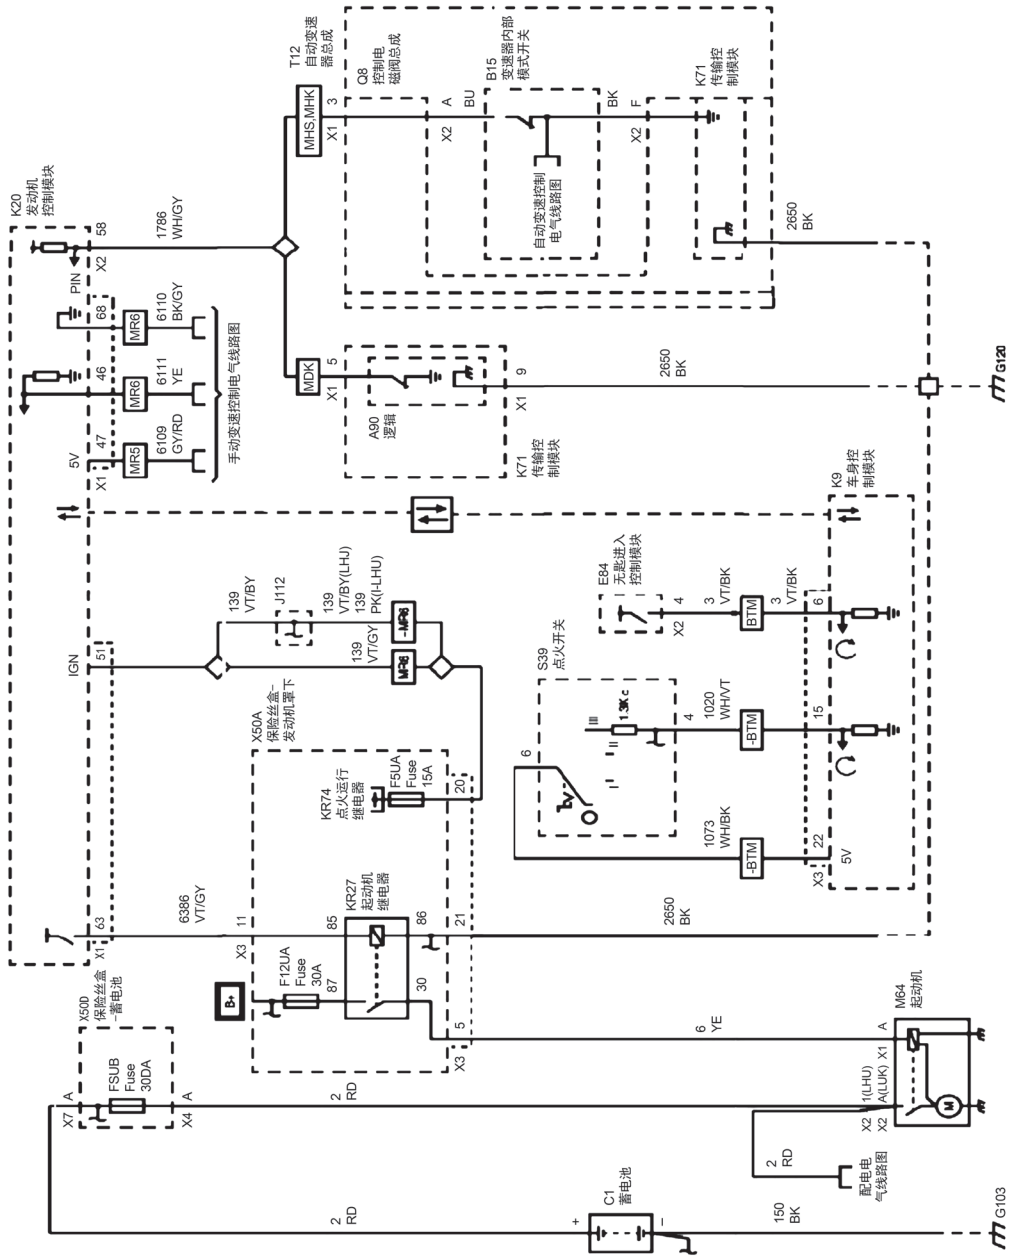 K20
发动机
控制模块
PIN
X2
58
1786
WH/GY
68
MR6
6110
BK/GY
46
MR6
6111
YE
5V
X1
47
MR5
6109
GY/RD
手动变速控制电气线路图
T12
自动变速
器总成
MHS,MHK
X1
3
Q8
控制电
磁阀总成
X2
A
BU
B15
变速器内部
模式开关
自动变速控制
电气线路图
BK
X2
F
K71
传输控
制模块
2650
BK
MDK
X1
5
A90
逻辑
K71
传输控
制模块
X1
9
2650
BK
G120
IGN
51
139
VT/BY
J112
139
VT/BY(LHJ)
139
PK(I-LHU)
139
VT/GY
MR6
-MR6
E84
无匙进入
控制模块
X2
4
3
VT/BK
BTM
3
VT/BK
6
K9
车身控
制模块
S39
点火开关
III
II
I
6
4
1020
WH/VT
-BTM
15
1073
WH/BK
-BTM
X3
22
5V
X1
63
6386
VT/GY
X3
11
X50A
保险丝盒-
发动机罩下
KR74
点火运行
继电器
F5UA
Fuse
15A
20
KR27
起动机
继电器
85
86
87
30
21
2650
BK
B+
F12UA
Fuse
30A
X3
5
6
YE
X50D
保险丝盒
-蓄电池
X7
A
FSUB
Fuse
30DA
X4
A
2
RD
M64
起动机
X1
A
X2
1(LHU)
X2
A(LUK)
M
2
RD
配电电
气线路图
2
RD
C1
蓄电池
+
-
150
BK
G103